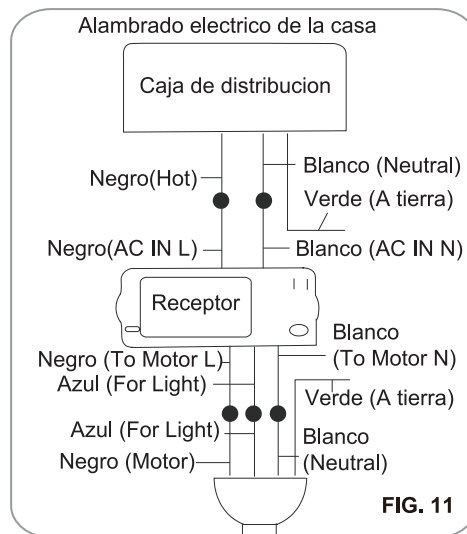 Alambrado electrico de la casa
Caja de distribucion
Negro(Hot)
Blanco (Neutral)
Verde (A tierra)
Negro(AC IN L)
Blanco (AC IN N)
Receptor
Negro (To Motor L)
Blanco
(To Motor N)
Azul (For Light)
Verde (A tierra)
Azul (For Light)
Negro (Motor)
Blanco
(Neutral)
FIG. 11